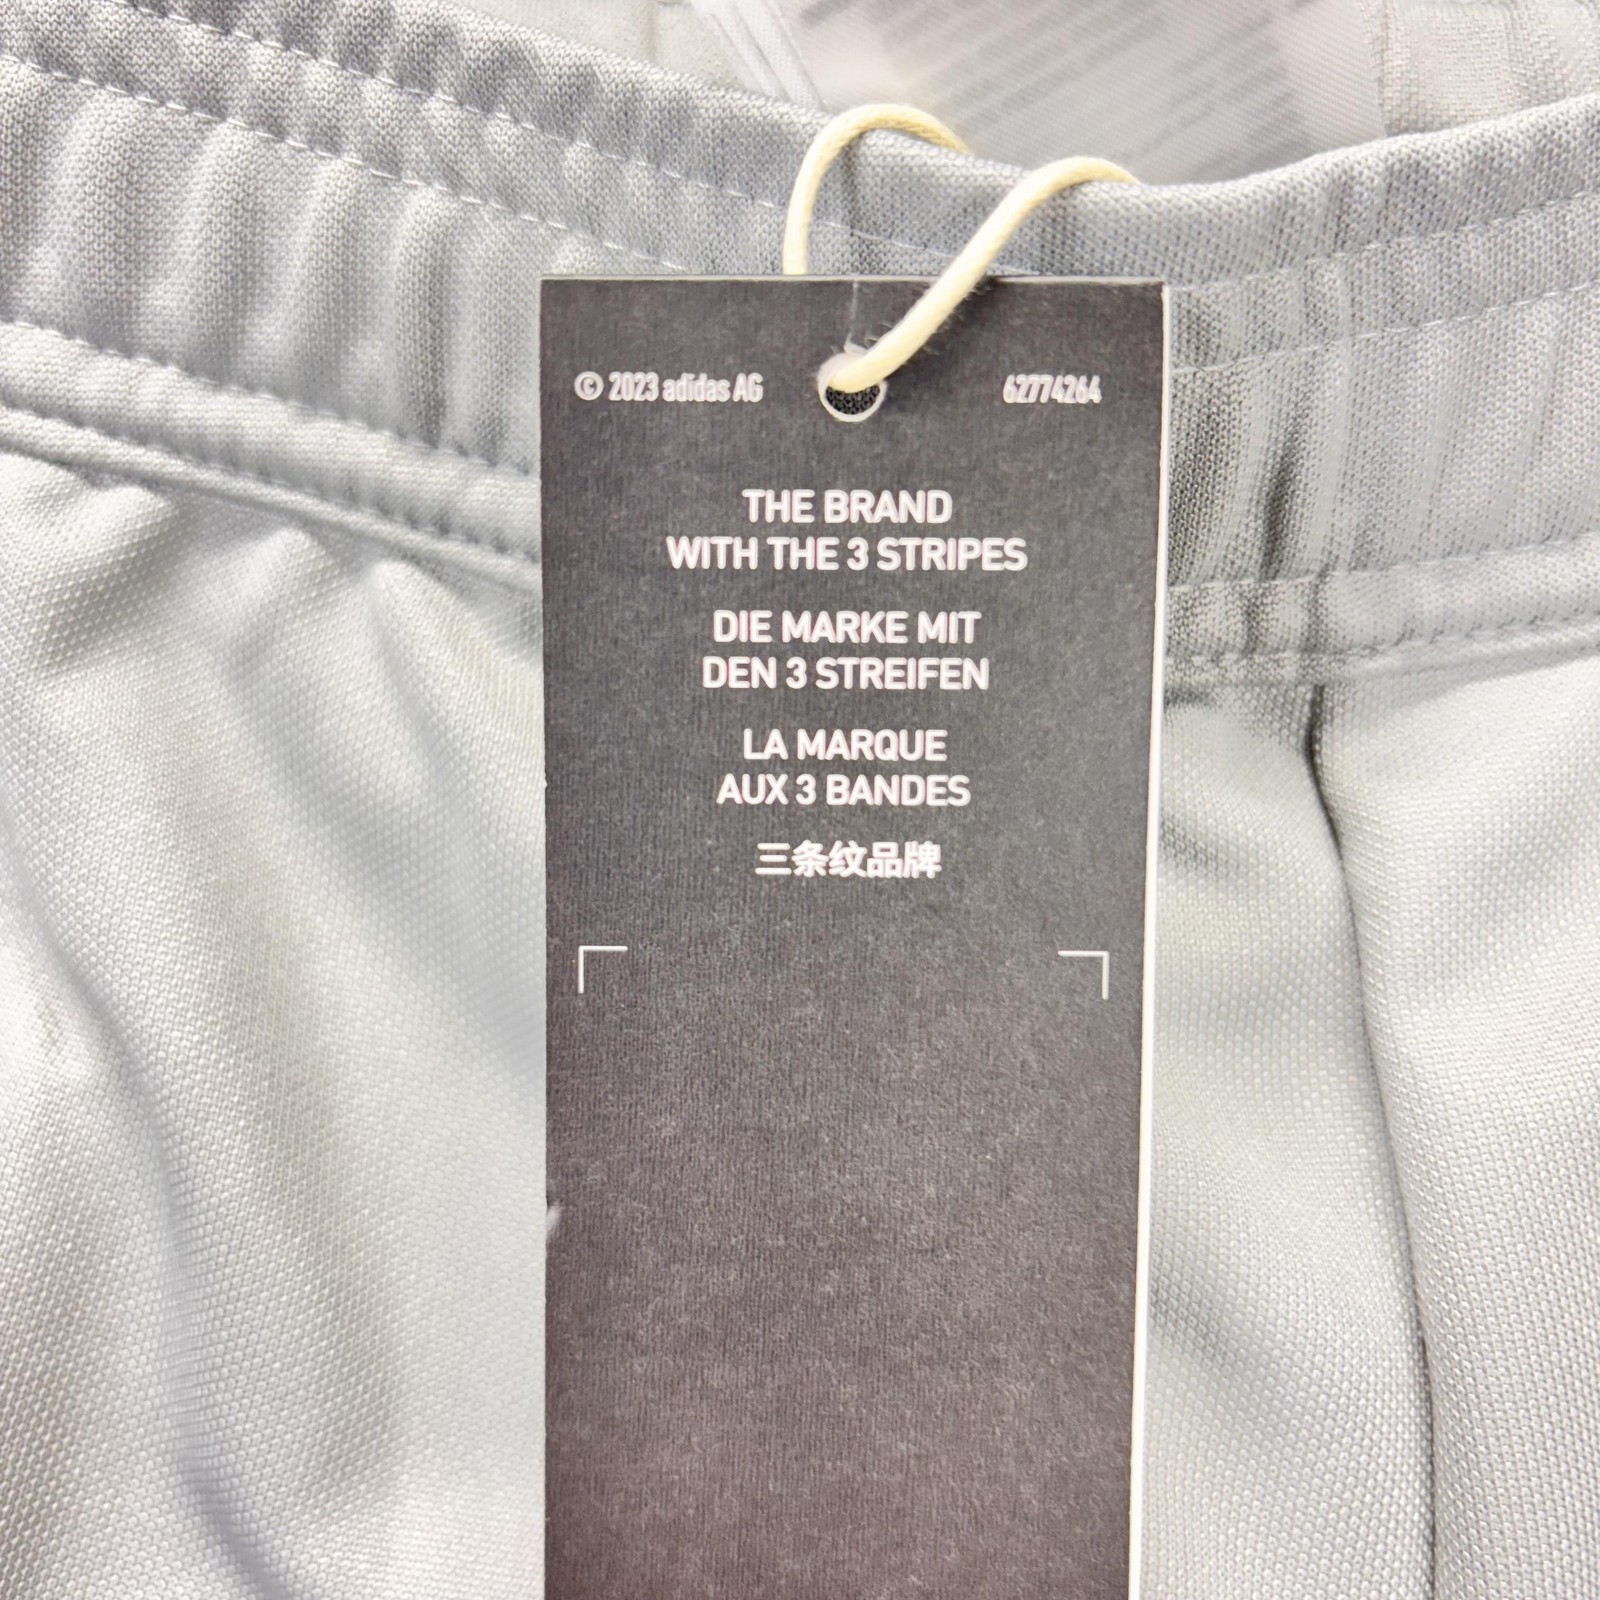 © 2023 adidas AG
62774264
THE BRAND
WITH THE 3 STRIPES
DIE MARKE MIT
DEN 3 STREIFEN
LA MARQUE
AUX 3 BANDES
三条纹品牌